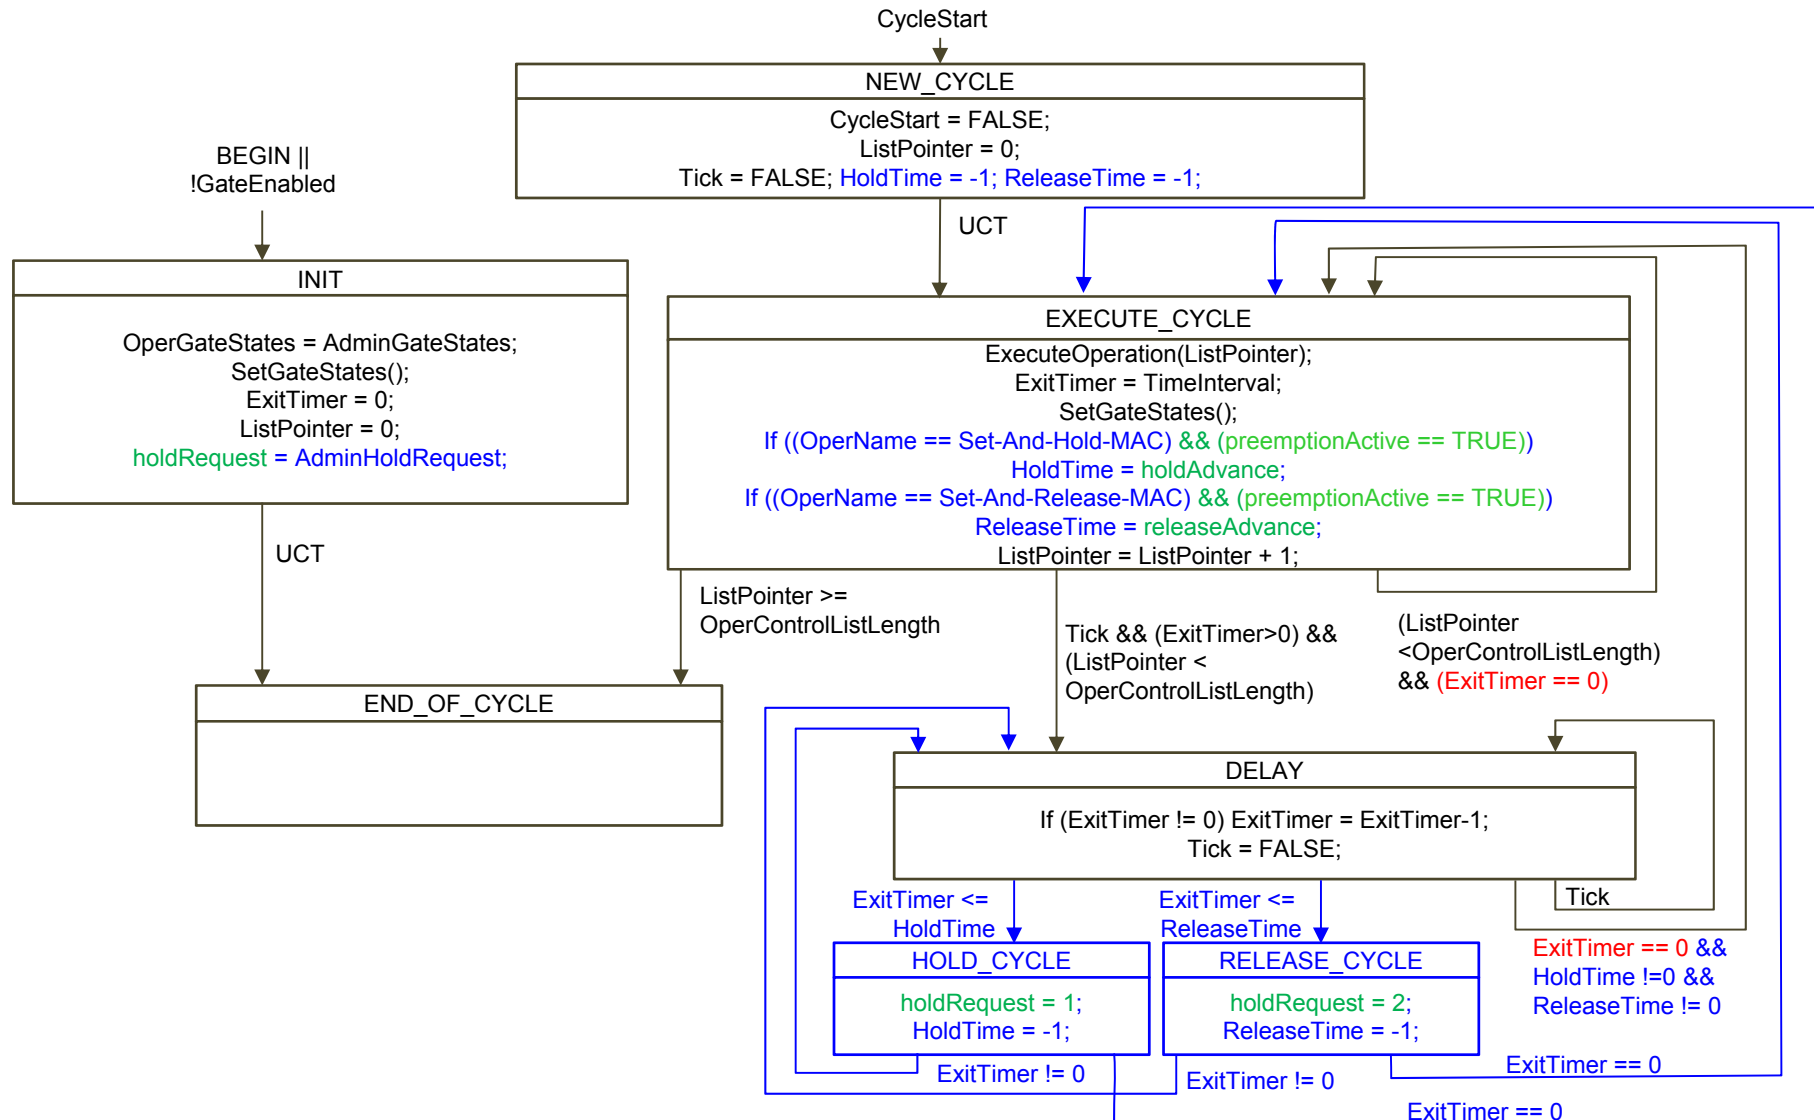 CycleStart
NEW_CYCLE
CycleStart = FALSE;
ListPointer = 0;
Tick = FALSE; HoldTime = -1; ReleaseTime = -1;
BEGIN ||
!GateEnabled
UCT
INIT
OperGateStates = AdminGateStates;
SetGateStates();
ExitTimer = 0;
ListPointer = 0;
holdRequest = AdminHoldRequest;
UCT
EXECUTE_CYCLE
ExecuteOperation(ListPointer);
ExitTimer = TimeInterval;
SetGateStates();
If ((OperName == Set-And-Hold-MAC) && (preemptionActive == TRUE))
HoldTime = holdAdvance;
If ((OperName == Set-And-Release-MAC) && (preemptionActive == TRUE))
ReleaseTime = releaseAdvance;
ListPointer = ListPointer + 1;
ListPointer >=
OperControlListLength
Tick && (ExitTimer>0) &&
(ListPointer <
OperControlListLength)
(ListPointer
<OperControlListLength)
&& (ExitTimer == 0)
END_OF_CYCLE
DELAY
If (ExitTimer != 0) ExitTimer = ExitTimer-1;
Tick = FALSE;
Tick
ExitTimer <=
HoldTime
ExitTimer <=
ReleaseTime
ExitTimer == 0 &&
HoldTime !=0 &&
ReleaseTime != 0
HOLD_CYCLE
holdRequest = 1;
HoldTime = -1;
RELEASE_CYCLE
holdRequest = 2;
ReleaseTime = -1;
ExitTimer != 0
ExitTimer != 0
ExitTimer == 0
ExitTimer == 0